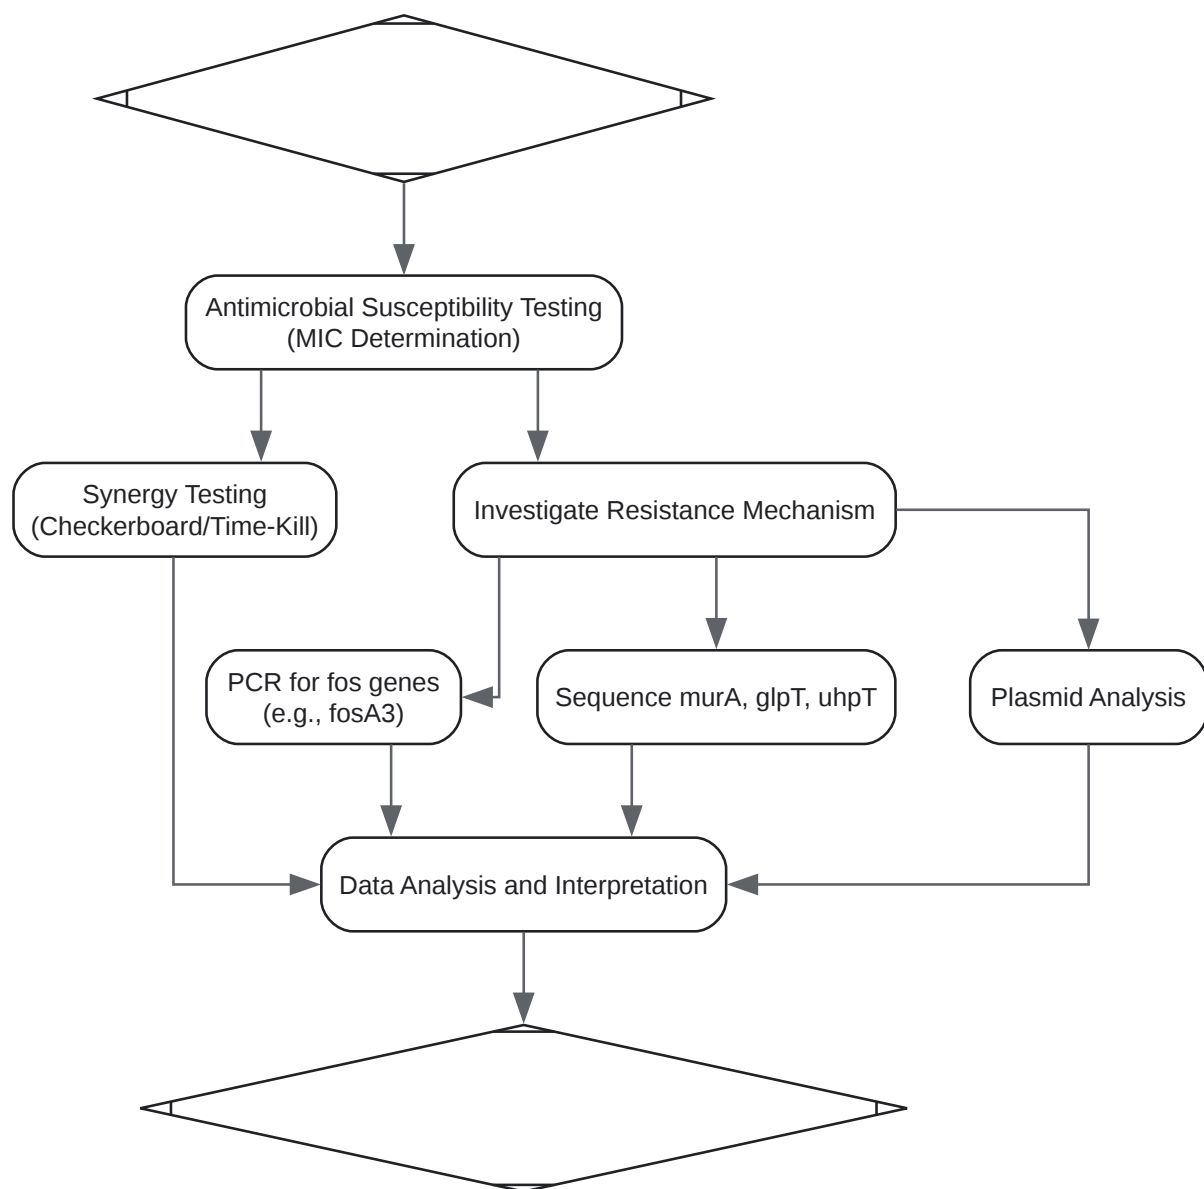 Antimicrobial Susceptibility Testing
(MIC Determination)
Synergy Testing
(Checkerboard/Time-Kill)
Investigate Resistance Mechanism
PCR for fos genes
(e.g., fosA3)
Sequence murA, glpT, uhpT
Plasmid Analysis
Data Analysis and Interpretation